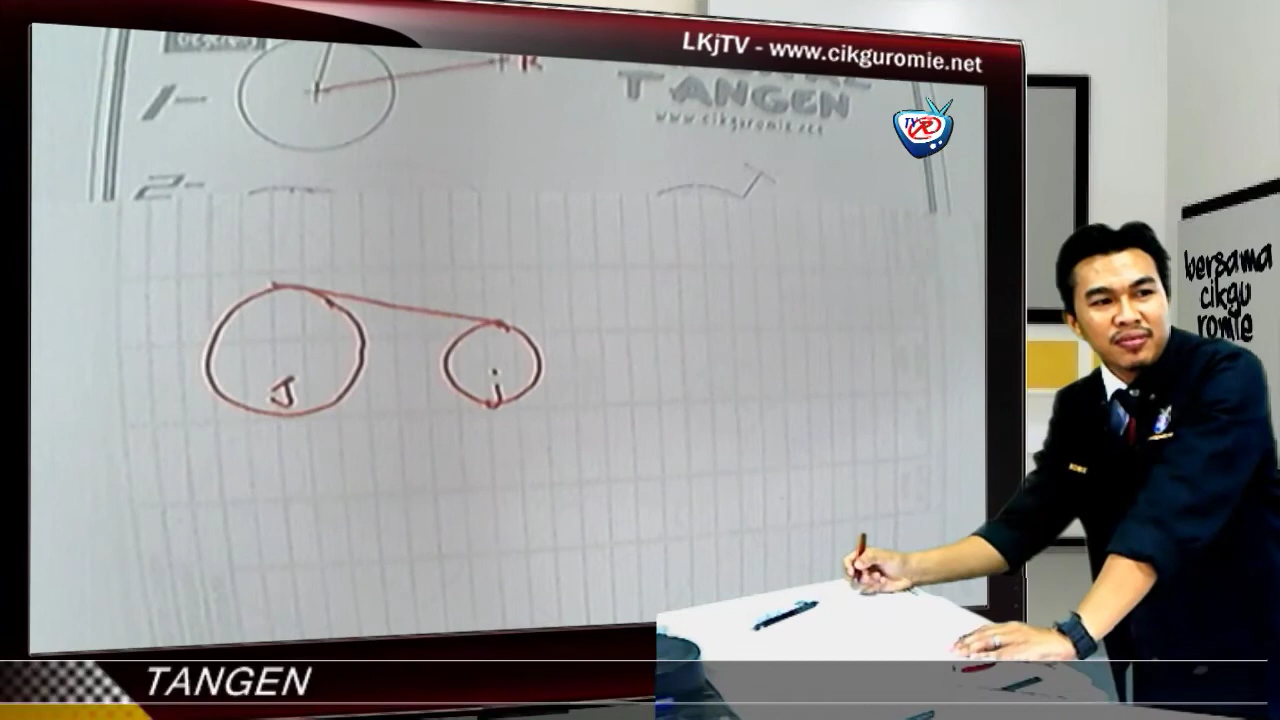 LKjTV - www.cikguromie.net
1-
R
TANGEN
www.cikguromie.net
2-
J
j
bersama
cikgu
romie
TANGEN